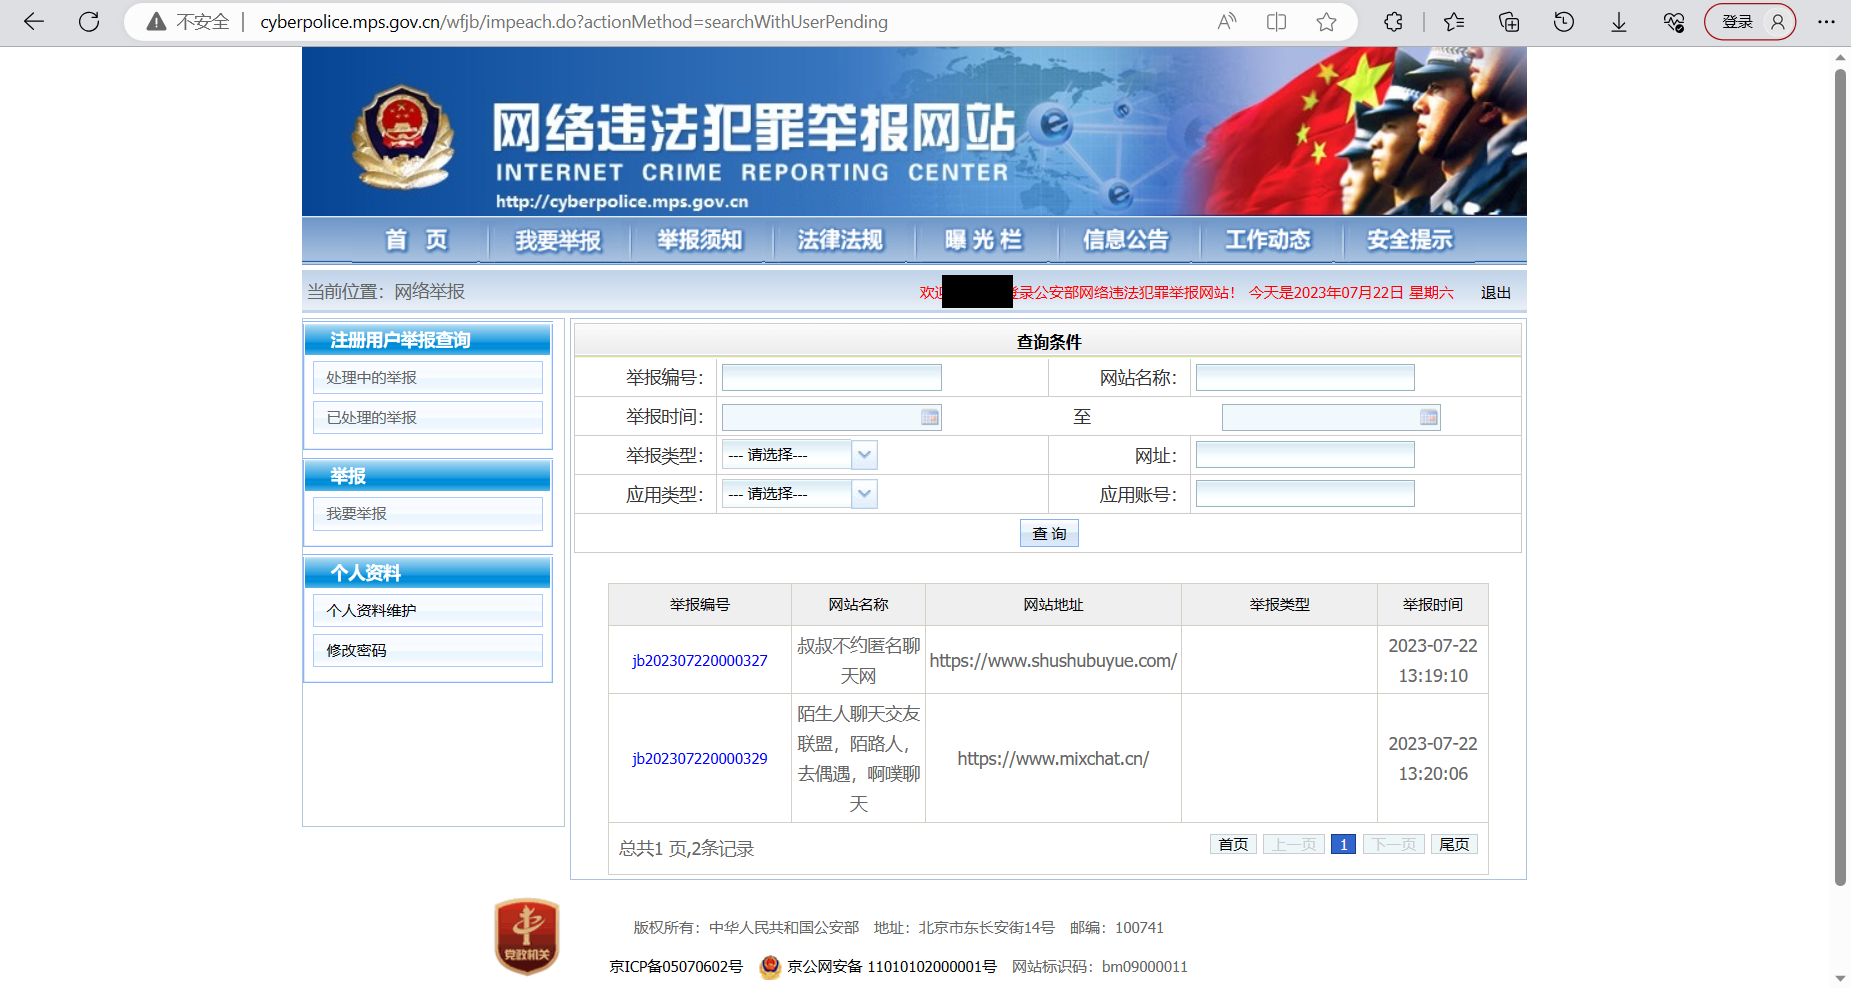 不安全 cyberpolice.mps.gov.cn/wfjb/impeach.do?actionMethod=searchWithUserPending 登录
网络违法犯罪举报网站
INTERNET CRIME REPORTING CENTER
http://cyberpolice.mps.gov.cn
首 页 我要举报 举报须知 法律法规 曝 光 栏 信息公告 工作动态 安全提示
当前位置：网络举报 欢迎 登录公安部网络违法犯罪举报网站！ 今天是2023年07月22日 星期六 退出
注册用户举报查询
处理中的举报
已处理的举报
举报
我要举报
个人资料
个人资料维护
修改密码
查询条件
举报编号： 网站名称：
举报时间： 至
举报类型： --- 请选择--- 网址：
应用类型： --- 请选择--- 应用账号：
查 询
举报编号 网站名称 网站地址 举报类型 举报时间
jb202307220000327 叔叔不约匿名聊 https://www.shushubuyue.com/ 2023-07-22
天网 13:19:10
陌生人聊天交友
联盟，陌路人，
jb202307220000329 https://www.mixchat.cn/ 2023-07-22
去偶遇，啊噗聊 13:20:06
天
总共1 页,2条记录 首页 上一页 1 下一页 尾页
党政机关
版权所有：中华人民共和国公安部 地址：北京市东长安街14号 邮编：100741
京ICP备05070602号 京公网安备 11010102000001号 网站标识码：bm09000011